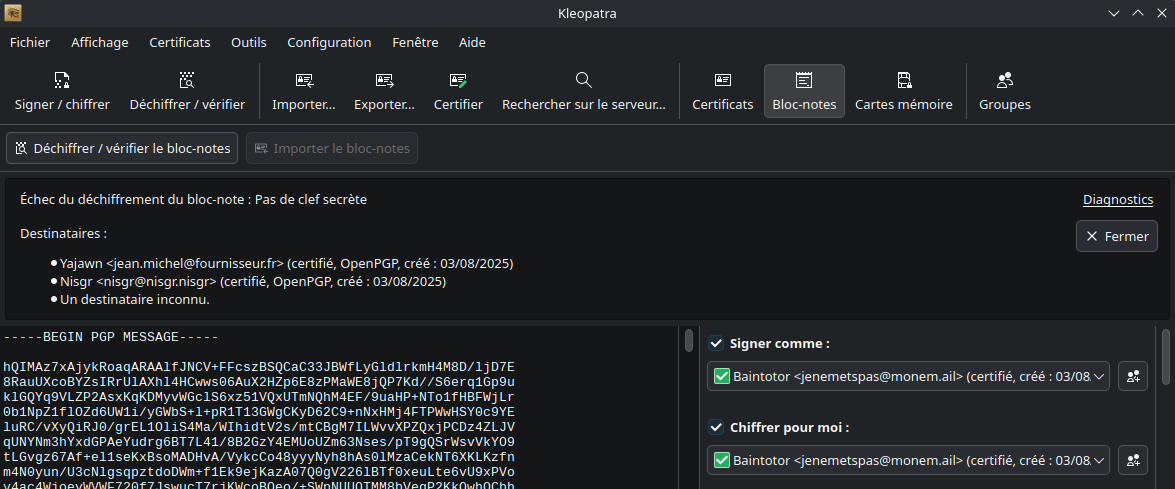 Kleopatra
Fichier Affichage Certificats Outils Configuration Fenêtre Aide
Signer / chiffrer Déchiffrer / vérifier Importer... Exporter... Certifier Rechercher sur le serveur... Certificats Bloc-notes Cartes mémoire Groupes
Déchiffrer / vérifier le bloc-notes Importer le bloc-notes
Échec du déchiffrement du bloc-note : Pas de clef secrète Diagnostics
Destinataires : Fermer
Yajawn <jean.michel@fournisseur.fr> (certifié, OpenPGP, créé : 03/08/2025)
Nisgr <nisgr@nisgr.nisgr> (certifié, OpenPGP, créé : 03/08/2025)
Un destinataire inconnu.
-----BEGIN PGP MESSAGE-----
hQIMAz7xAjykRoaqARAAlfJNCV+FFcszBSQCaC33JBWfLyGldlrkmH4M8D/ljD7E
8RauUXcoBYZsIRrUlAXhl4HCwws06AuX2HZp6E8zPMaWE8jQP7Kd//S6erq1Gp9u
klGQYq9VLZP2AsxKqKDMyvWGclS6xz51VQxUTmNQhM4EF/9uaHP+NTo1fHBFWjLr
0b1NpZ1flOZd6UW1i/yGWbS+l+pR1T13GWgCKyD62C9+nNxHMj4FTPWwHSY0c9YE
luRC/vXyQiRJ0/grEL1OliS4Ma/WIhidtV2s/mtCBgM7ILWvvXPZQxjPCDz4ZLJV
qUNYNm3hYxdGPAeYudrg6BT7L41/8B2GzY4EMUoUZm63Nses/pT9gQSrWsvVkYO9
tLGvgz67Af+el1seKxBsoMADHvA/VykcCo48yyyNyh8hAs0lMzaCekNT6XKLKzfn
m4N0yun/U3cNlgsqpztdoDWm+f1Ek9ejKazA07Q0gV226lBTf0xeuLte6vU9xPVo
Signer comme :
Baintotor <jenemetspas@monem.ail> (certifié, créé : 03/08.
Chiffrer pour moi :
Baintotor <jenemetspas@monem.ail> (certifié, créé : 03/08.